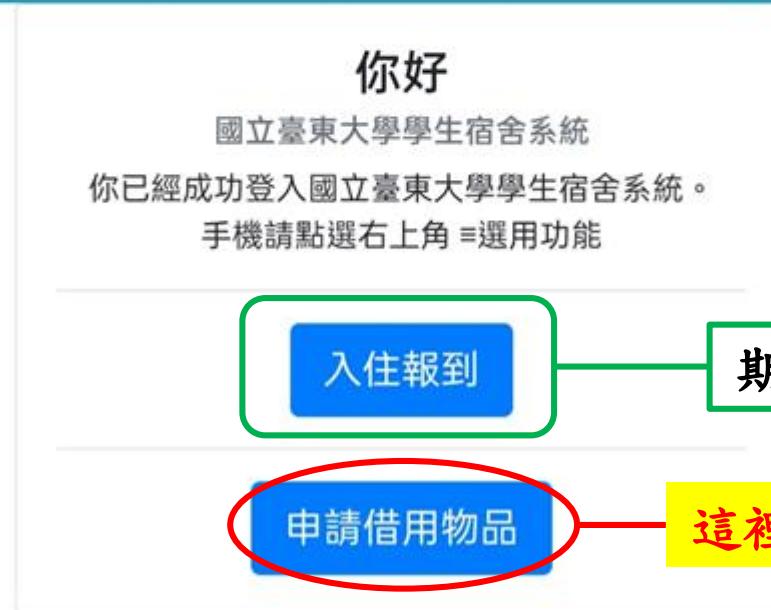 你好
國立臺東大學學生宿舍系統
你已經成功登入國立臺東大學學生宿舍系統。
手機請點選右上角 ≡選用功能
入住報到
期
申請借用物品
這裡